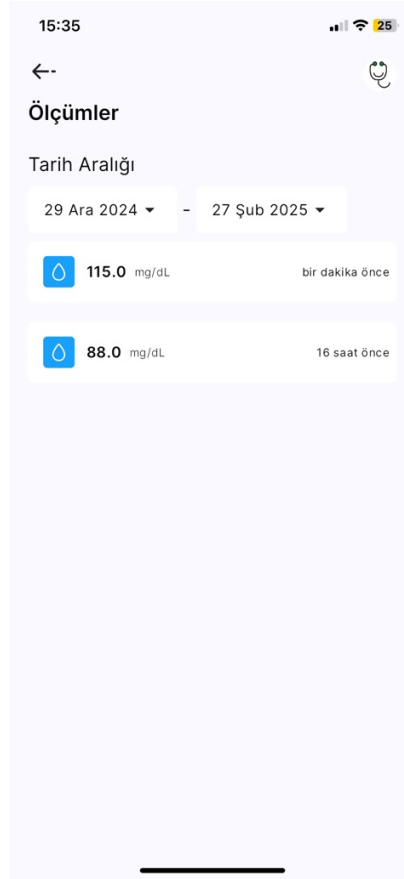 15:35
25
Ölçümler
Tarih Aralığı
29 Ara 2024 - 27 Şub 2025
115.0 mg/dL bir dakika önce
88.0 mg/dL 16 saat önce